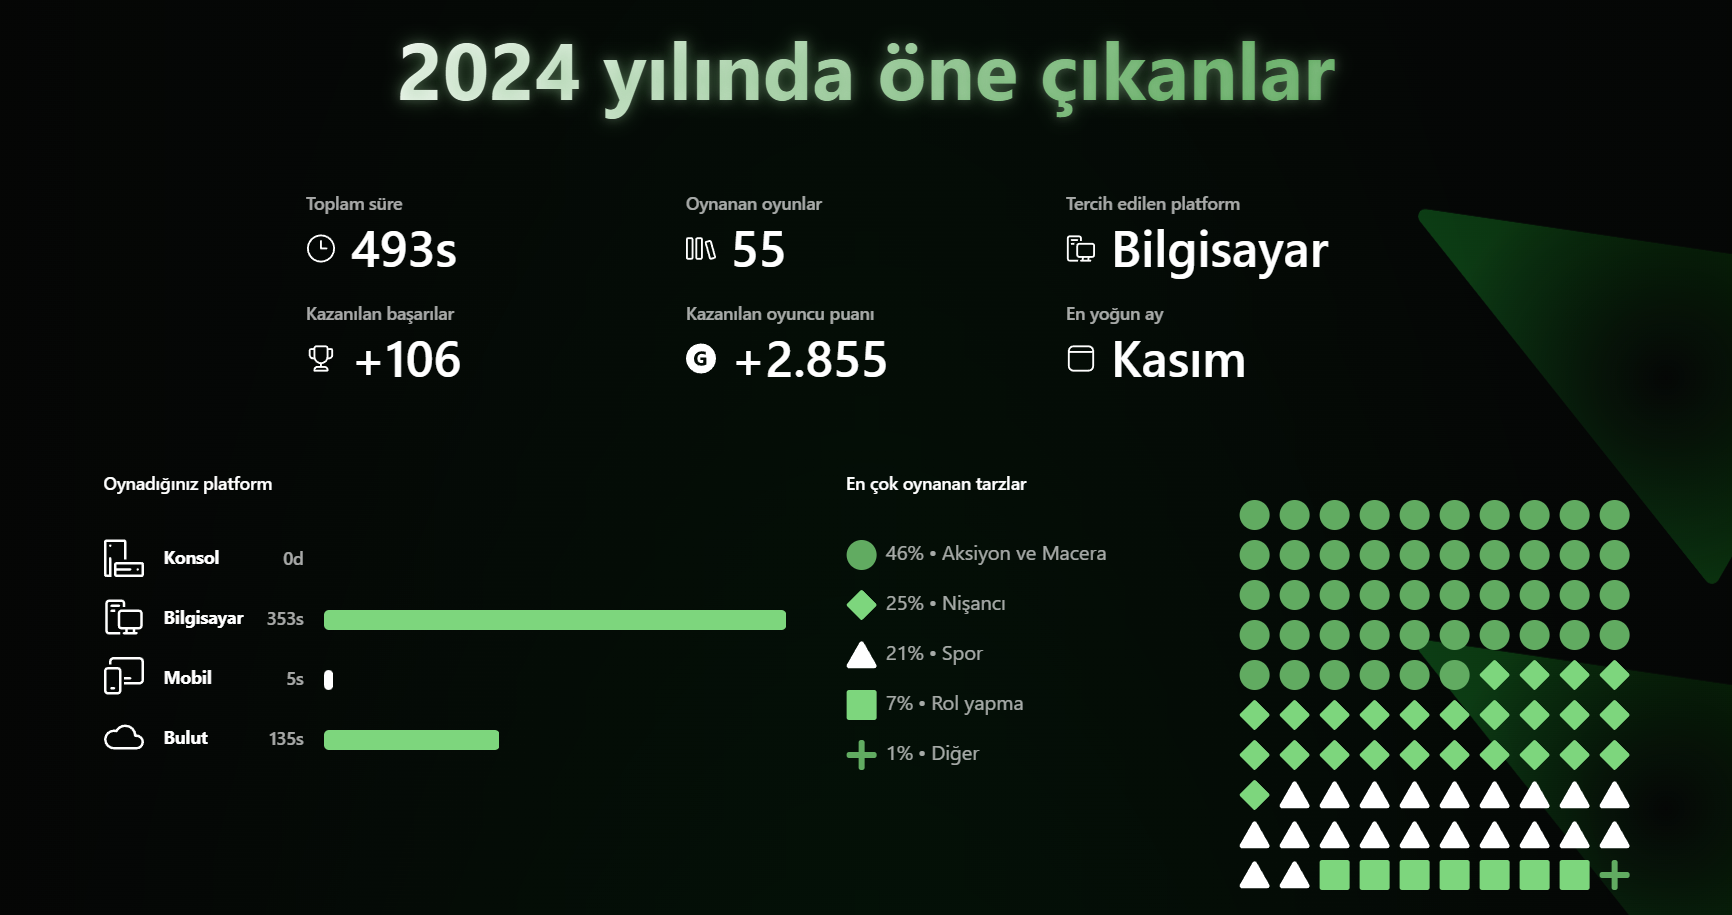 2024 yılında öne çıkanlar
Toplam süre
493s
Oynanan oyunlar
55
Tercih edilen platform
Bilgisayar
Kazanılan başarılar
+106
Kazanılan oyuncu puanı
G +2.855
En yoğun ay
Kasım
Oynadığınız platform
Konsol 0d
Bilgisayar 353s
Mobil 5s
Bulut 135s
En çok oynanan tarzlar
46% • Aksiyon ve Macera
25% • Nişancı
21% • Spor
7% • Rol yapma
1% • Diğer